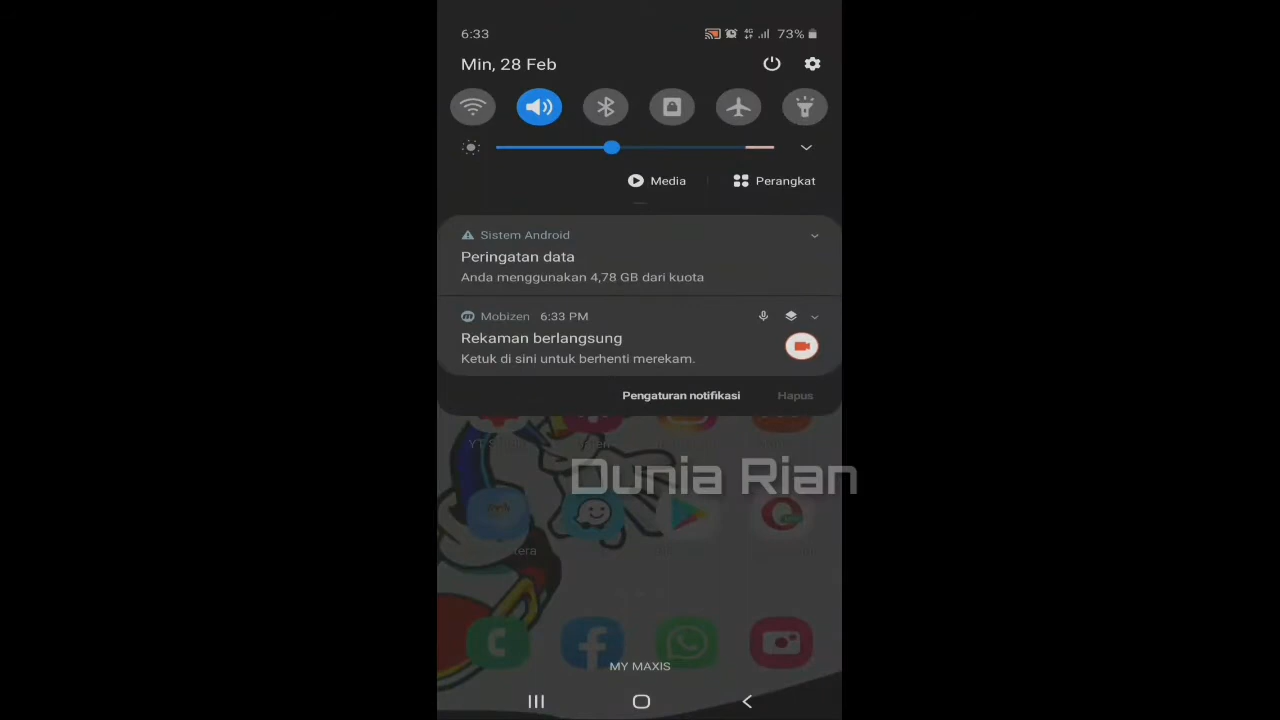 6:33
4G
73%
Min, 28 Feb
Media
Perangkat
Sistem Android
Peringatan data
Anda menggunakan 4,78 GB dari kuota
Mobizen 6:33 PM
Rekaman berlangsung
Ketuk di sini untuk berhenti merekam.
Pengaturan notifikasi
Hapus
Dunia Rian
MY MAXIS